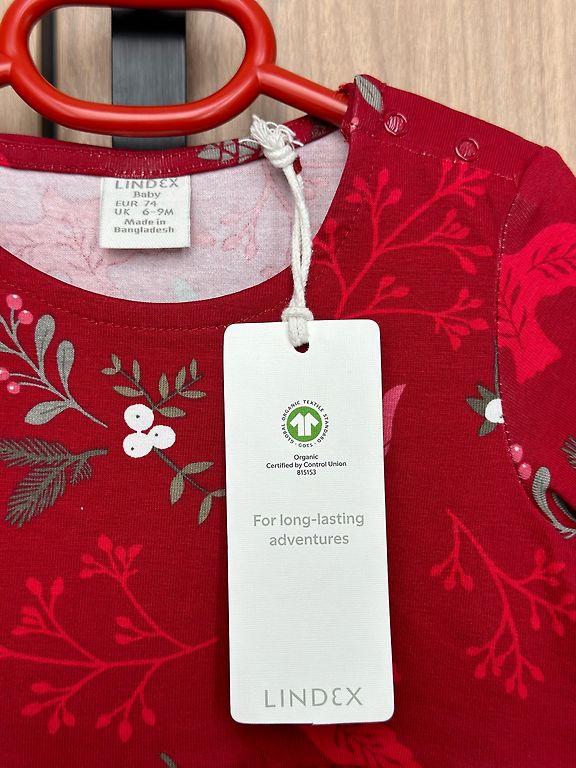 LINDEX
Baby
EUR 74
UK 6-9M
Made in
Bangladesh
GLOBAL ORGANIC TEXTILE STANDARD
· GOTS ·
Organic
Certified by Control Union
815153
For long-lasting
adventures
LINDEX